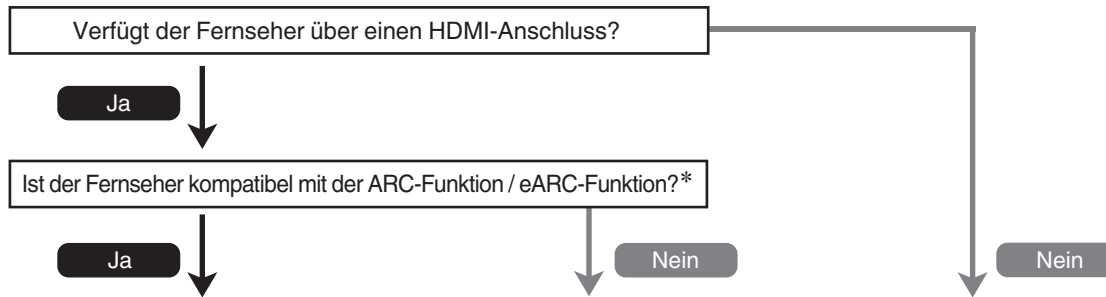 Verfügt der Fernseher über einen HDMI-Anschluss?
Ja
Ist der Fernseher kompatibel mit der ARC-Funktion / eARC-Funktion?*
Ja
Nein
Nein